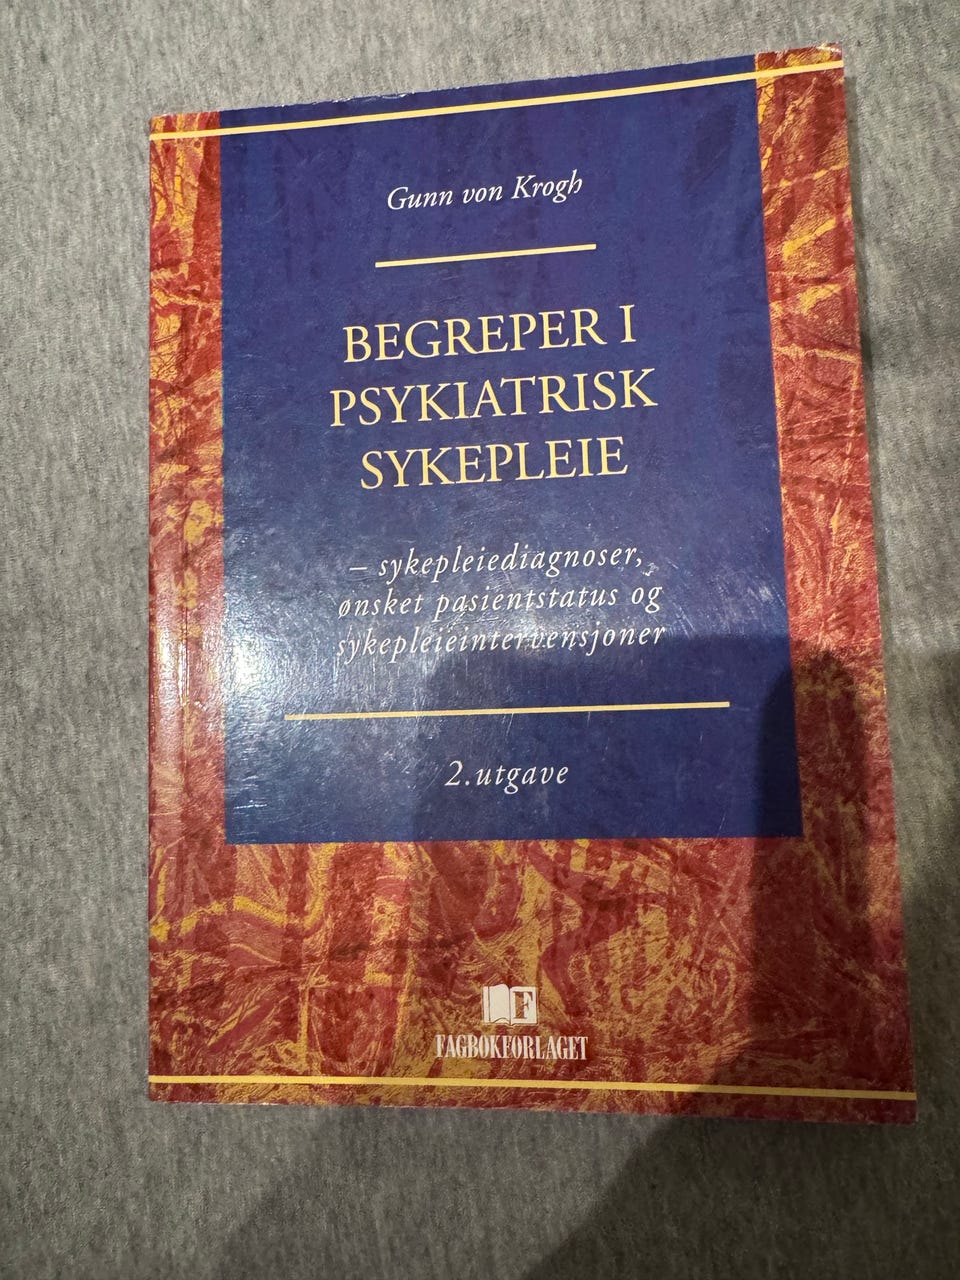 Gunn von Krogh
BEGREPER I
PSYKIATRISK
SYKEPLEIE
– sykepleiediagnoser,
ønsket pasientstatus og
sykepleieintervensjoner
2.utgave
F
FAGBOKFORLAGET